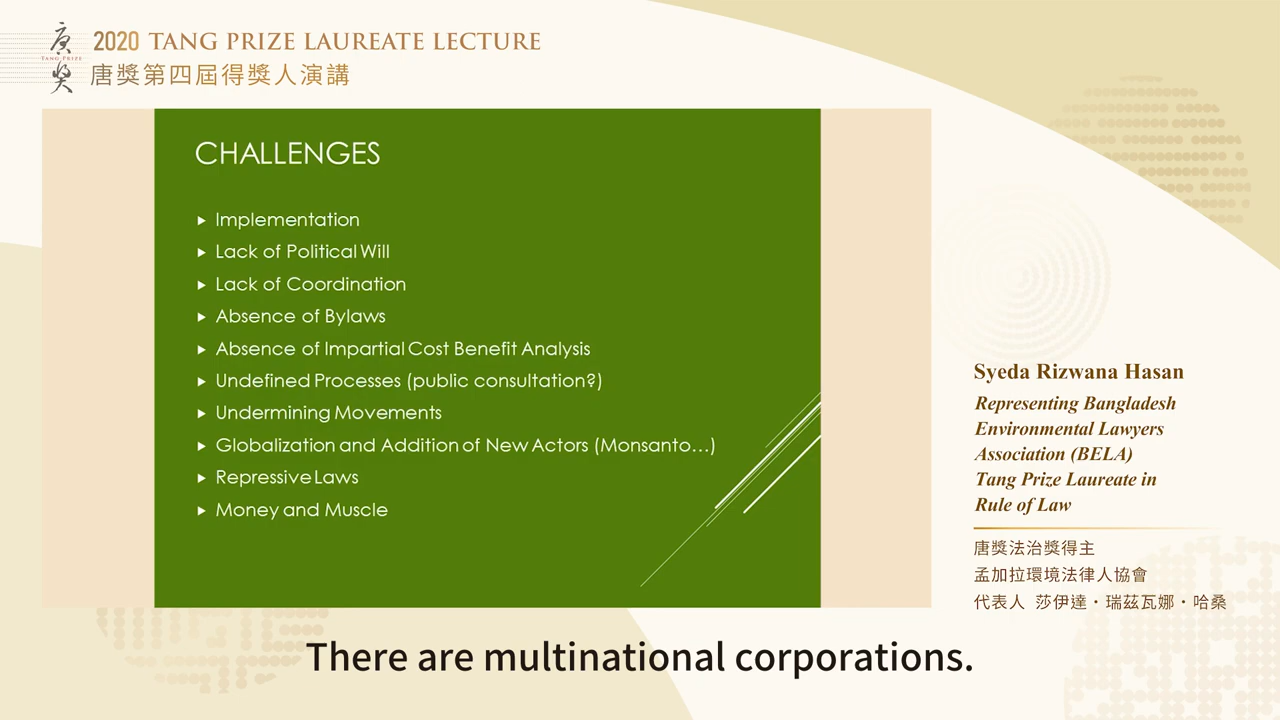 唐獎
TANG PRIZE
2020 TANG PRIZE LAUREATE LECTURE
唐獎第四屆得獎人演講
CHALLENGES
Implementation
Lack of Political Will
Lack of Coordination
Absence of Bylaws
Absence of Impartial Cost Benefit Analysis
Undefined Processes (public consultation?)
Undermining Movements
Globalization and Addition of New Actors (Monsanto...)
Repressive Laws
Money and Muscle
Syeda Rizwana Hasan
Representing Bangladesh
Environmental Lawyers
Association (BELA)
Tang Prize Laureate in
Rule of Law
唐獎法治獎得主
孟加拉環境法律人協會
代表人 莎伊達・瑞茲瓦娜・哈桑
There are multinational corporations.